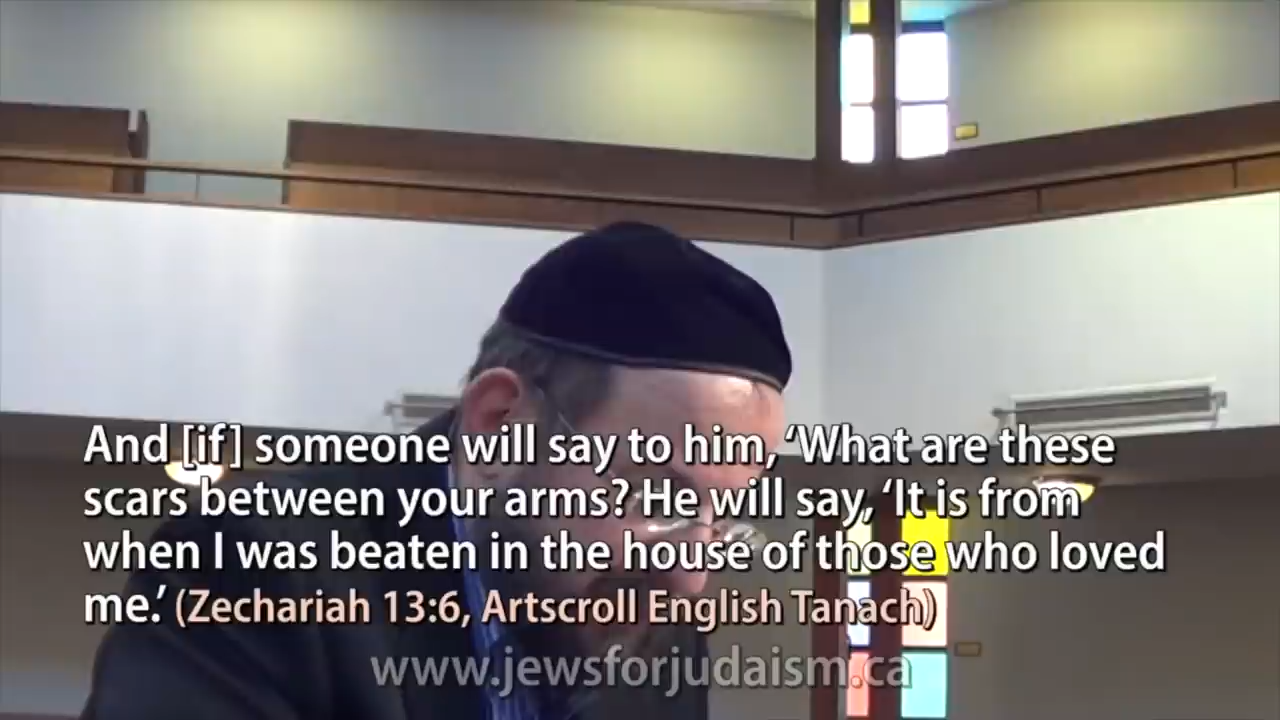 And [if] someone will say to him, ‘What are these
scars between your arms? He will say, ‘It is from
when I was beaten in the house of those who loved
me.’ (Zechariah 13:6, Artscroll English Tanach)
www.jewsforjudaism.ca